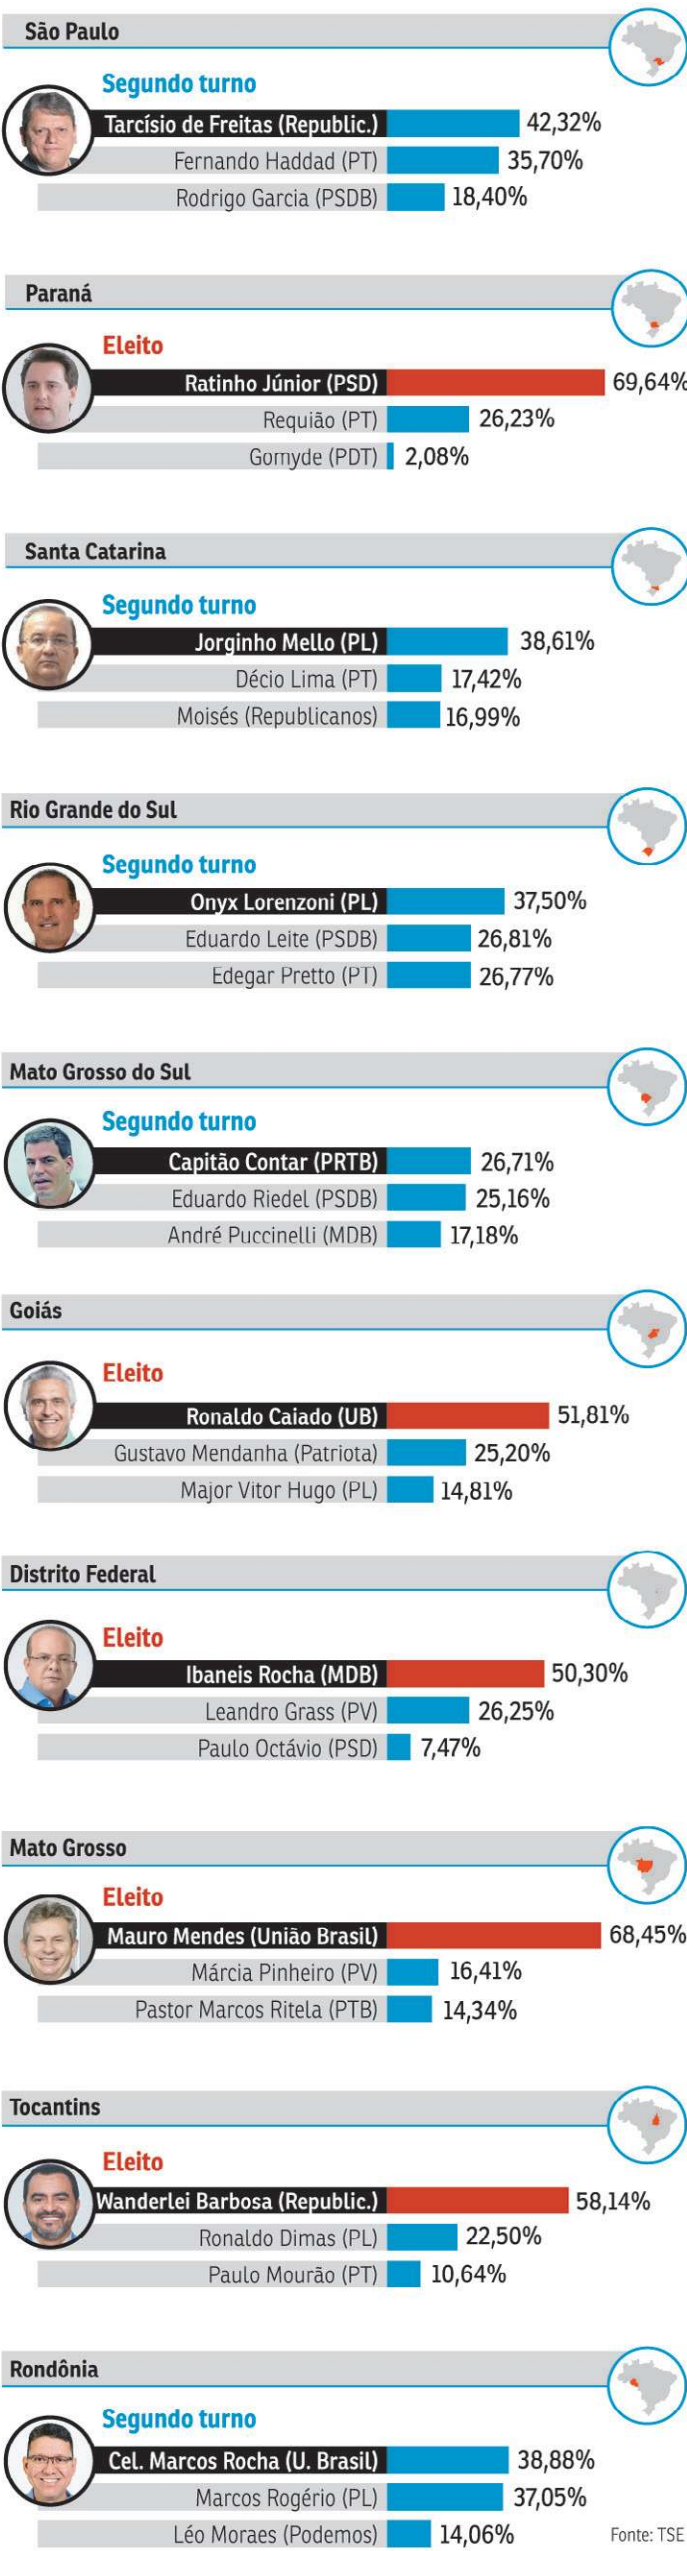 São Paulo
Segundo turno
Tarcísio de Freitas (Republic.) 42,32%
Fernando Haddad (PT) 35,70%
Rodrigo Garcia (PSDB) 18,40%
Paraná
Eleito
Ratinho Júnior (PSD) 69,64%
Requião (PT) 26,23%
Gomyde (PDT) 2,08%
Santa Catarina
Segundo turno
Jorginho Mello (PL) 38,61%
Décio Lima (PT) 17,42%
Moisés (Republicanos) 16,99%
Rio Grande do Sul
Segundo turno
Onyx Lorenzoni (PL) 37,50%
Eduardo Leite (PSDB) 26,81%
Edegar Pretto (PT) 26,77%
Mato Grosso do Sul
Segundo turno
Capitão Contar (PRTB) 26,71%
Eduardo Riedel (PSDB) 25,16%
André Puccinelli (MDB) 17,18%
Goiás
Eleito
Ronaldo Caiado (UB) 51,81%
Gustavo Mendanha (Patriota) 25,20%
Major Vitor Hugo (PL) 14,81%
Distrito Federal
Eleito
Ibaneis Rocha (MDB) 50,30%
Leandro Grass (PV) 26,25%
Paulo Octávio (PSD) 7,47%
Mato Grosso
Eleito
Mauro Mendes (União Brasil) 68,45%
Márcia Pinheiro (PV) 16,41%
Pastor Marcos Ritela (PTB) 14,34%
Tocantins
Eleito
Wanderlei Barbosa (Republic.) 58,14%
Ronaldo Dimas (PL) 22,50%
Paulo Mourão (PT) 10,64%
Rondônia
Segundo turno
Cel. Marcos Rocha (U. Brasil) 38,88%
Marcos Rogério (PL) 37,05%
Léo Moraes (Podemos) 14,06%
Fonte: TSE